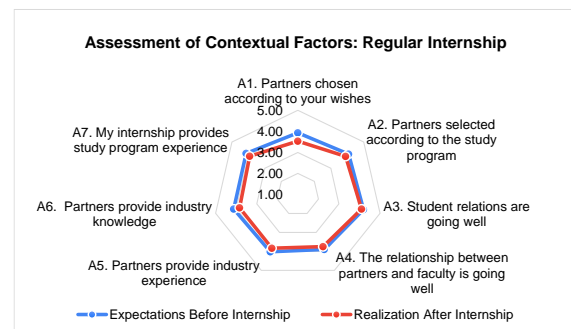 Assessment of Contextual Factors: Regular Internship
A1. Partners chosen
according to your wishes
5.00
4.00
3.00
2.00
1.00
A2. Partners selected
according to the study
program
A3. Student relations are
going well
A4. The relationship between
partners and faculty is going
well
A5. Partners provide industry
experience
A6.  Partners provide industry
knowledge
A7. My internship provides
study program experience
Expectations Before Internship
Realization After Internship